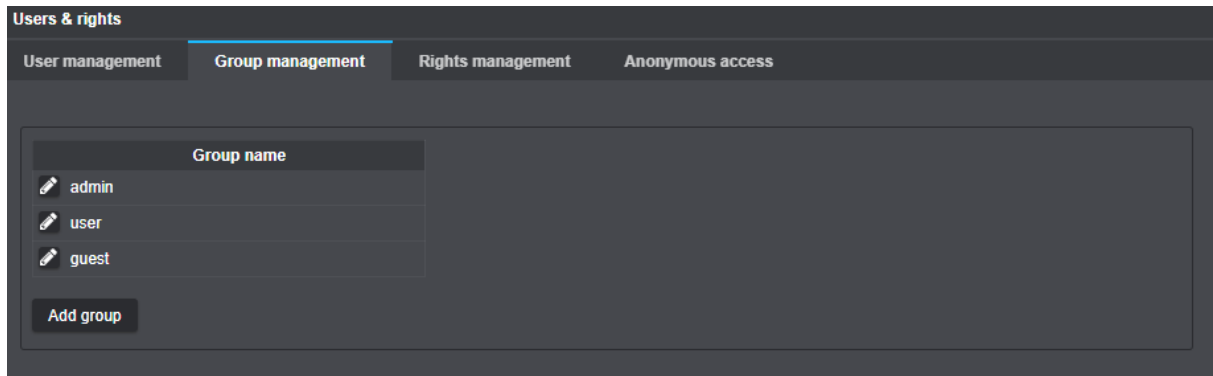 Users & rights
User management Group management Rights management Anonymous access
Group name
admin
user
guest
Add group